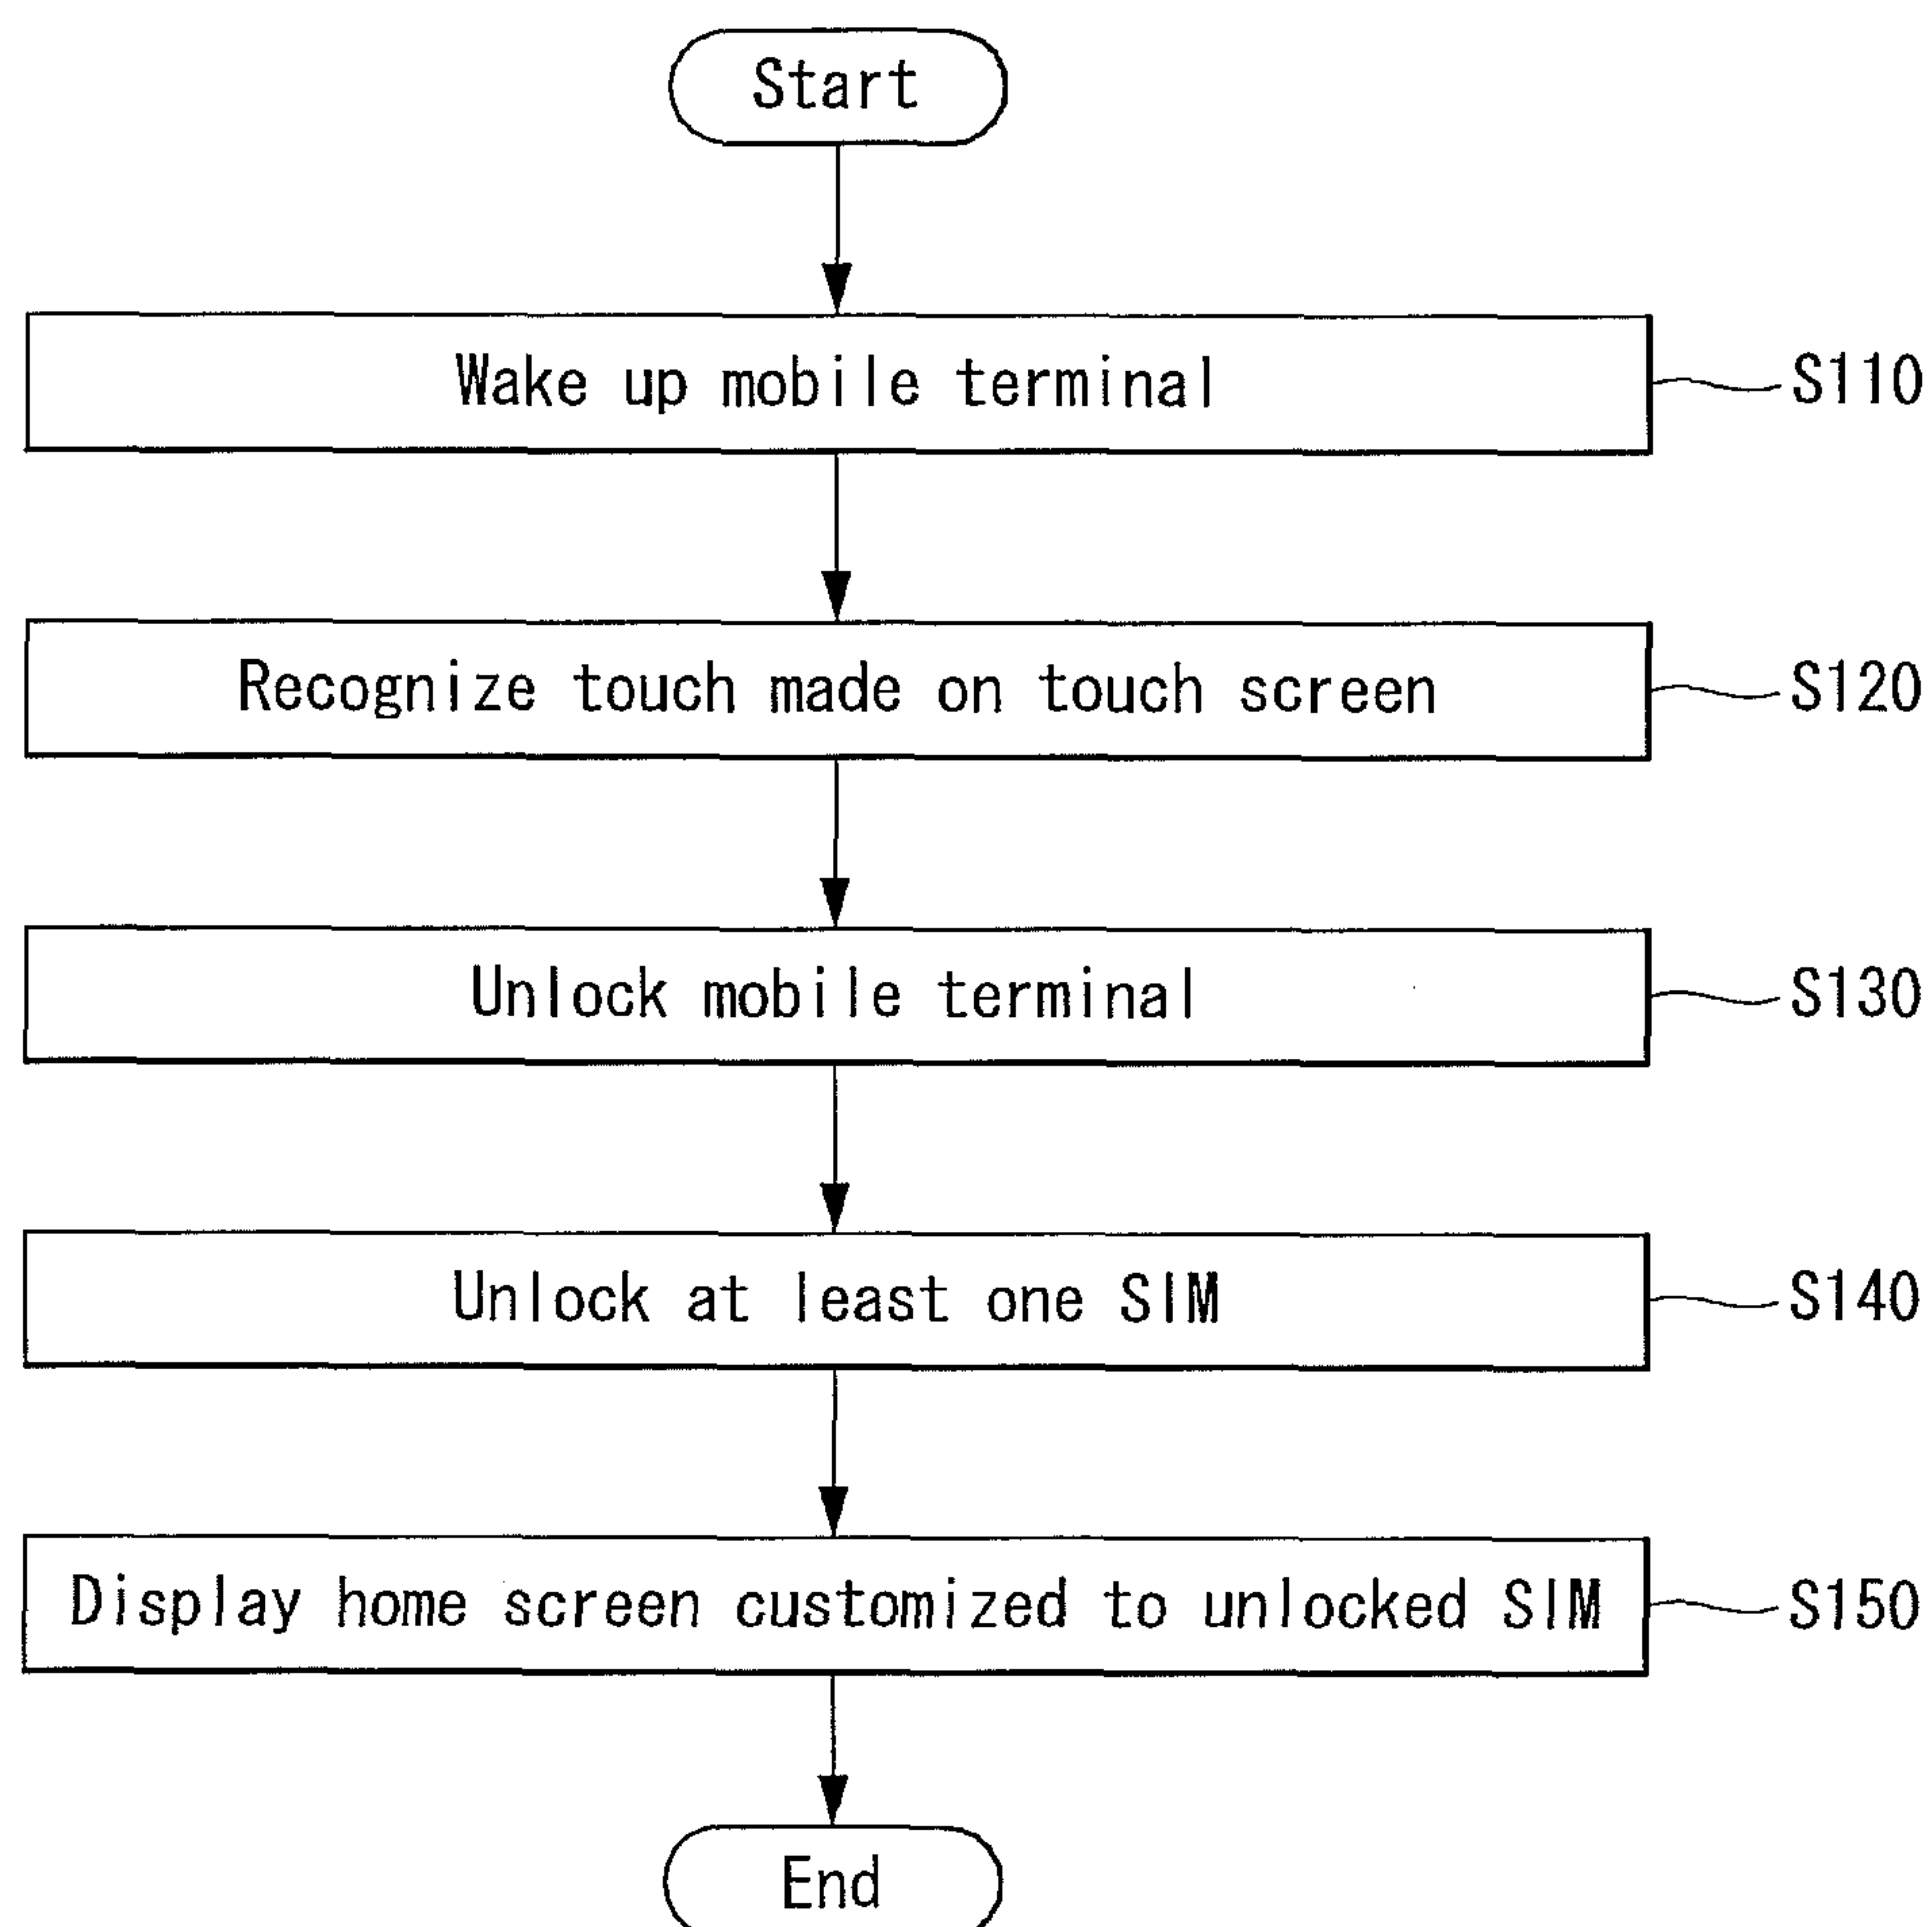 Start
Wake up mobile terminal S110
Recognize touch made on touch screen S120
Unlock mobile terminal S130
Unlock at least one SIM S140
Display home screen customized to unlocked SIM S150
End